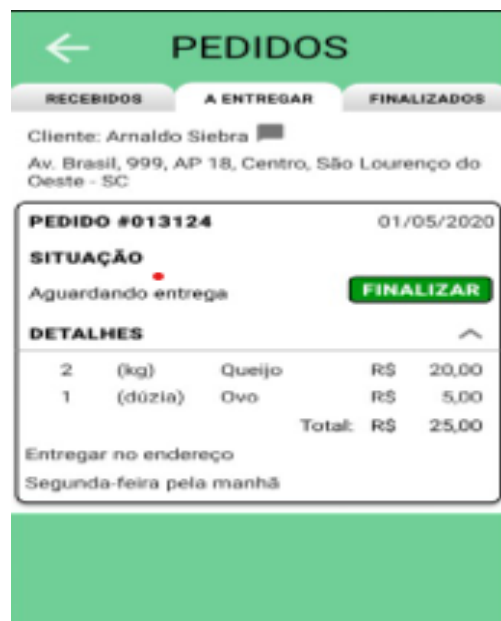 PEDIDOS
RECEBIDOS A ENTREGAR FINALIZADOS
Cliente: Arnaldo Siebra
Av. Brasil, 999, AP 18, Centro, São Lourenço do
Oeste - SC
PEDIDO #013124 01/05/2020
SITUAÇÃO
Aguardando entrega FINALIZAR
DETALHES
2 (kg) Queijo R$ 20,00
1 (dúzia) Ovo R$ 5,00
Total: R$ 25,00
Entregar no endereço
Segunda-feira pela manhã